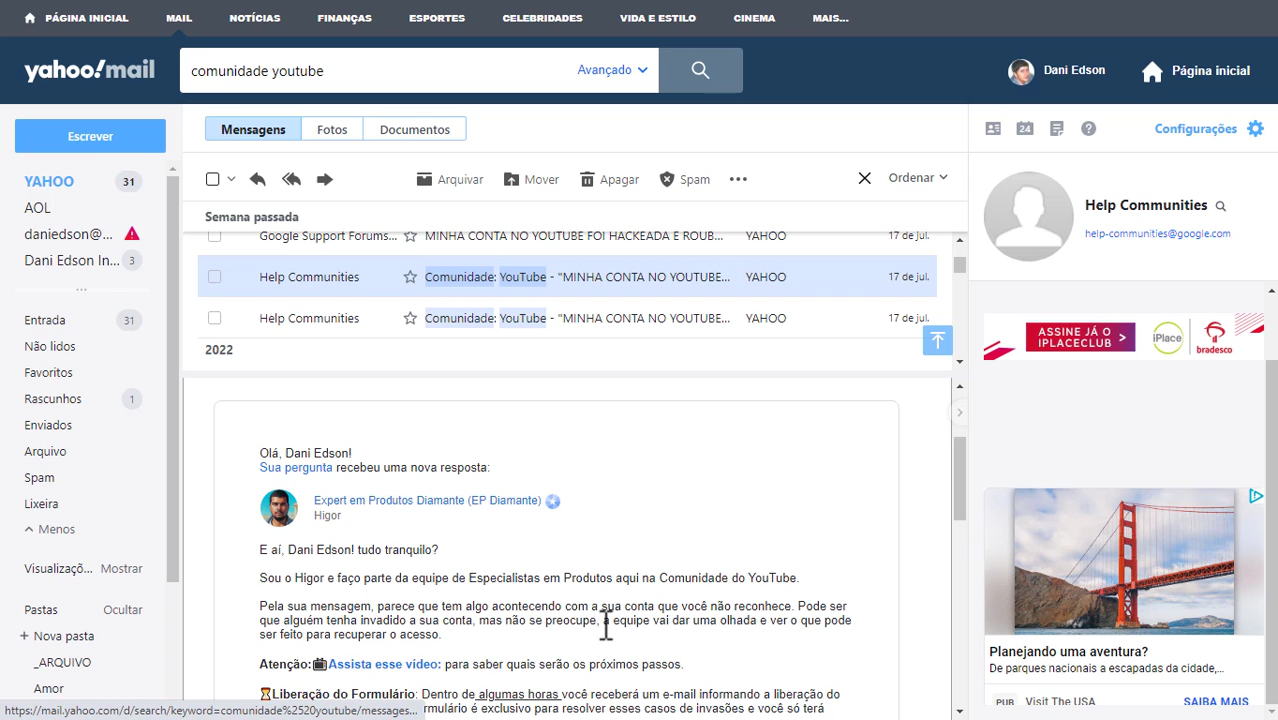 PÁGINA INICIAL MAIL NOTÍCIAS FINANÇAS ESPORTES CELEBRIDADES VIDA E ESTILO CINEMA MAIS...
yahoo!mail comunidade youtube Avançado Dani Edson Página inicial
Escrever
YAHOO 31
AOL
daniedson@...
Dani Edson In... 3
...
Entrada 31
Não lidos
Favoritos
Rascunhos 1
Enviados
Arquivo
Spam
Lixeira
Menos
Visualizaçõ... Mostrar
Pastas Ocultar
+ Nova pasta
_ARQUIVO
Amor
Mensagens Fotos Documentos
Arquivar Mover Apagar Spam ••• Ordenar
Semana passada
Google Support Forums... MINHA CONTA NO YOUTUBE FOI HACKEADA E ROUB... YAHOO 17 de jul.
Help Communities Comunidade: YouTube - "MINHA CONTA NO YOUTUBE... YAHOO 17 de jul.
Help Communities Comunidade: YouTube - "MINHA CONTA NO YOUTUBE... YAHOO 17 de jul.
2022
Olá, Dani Edson!
Sua pergunta recebeu uma nova resposta:
Expert em Produtos Diamante (EP Diamante)
Higor
E aí, Dani Edson! tudo tranquilo?
Sou o Higor e faço parte da equipe de Especialistas em Produtos aqui na Comunidade do YouTube.
Pela sua mensagem, parece que tem algo acontecendo com a sua conta que você não reconhece. Pode ser
que alguém tenha invadido a sua conta, mas não se preocupe, a equipe vai dar uma olhada e ver o que pode
ser feito para recuperar o acesso.
Atenção: Assista esse vídeo: para saber quais serão os próximos passos.
Liberação do Formulário: Dentro de algumas horas você receberá um e-mail informando a liberação do
rmulário é exclusivo para resolver esses casos de invasões e você só terá
https://mail.yahoo.com/d/search/keyword=comunidade%2520youtube/messages...
24
Configurações
Help Communities
help-communities@google.com
ASSINE JÁ O
IPLACECLUB >
iPlace
bradesco
Planejando uma aventura?
De parques nacionais a escapadas da cidade,...
PUB Visit The USA SAIBA MAIS